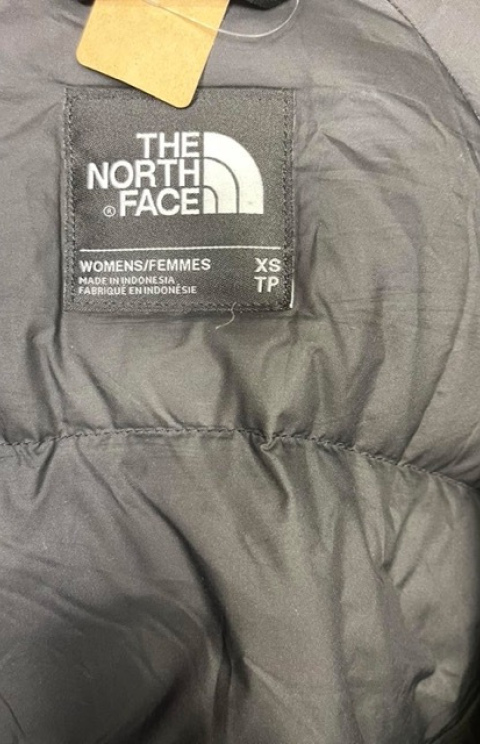 THE
NORTH
® FACE
WOMENS/FEMMES XS
MADE IN INDONESIA TP
FABRIQUÉ EN INDONÉSIE